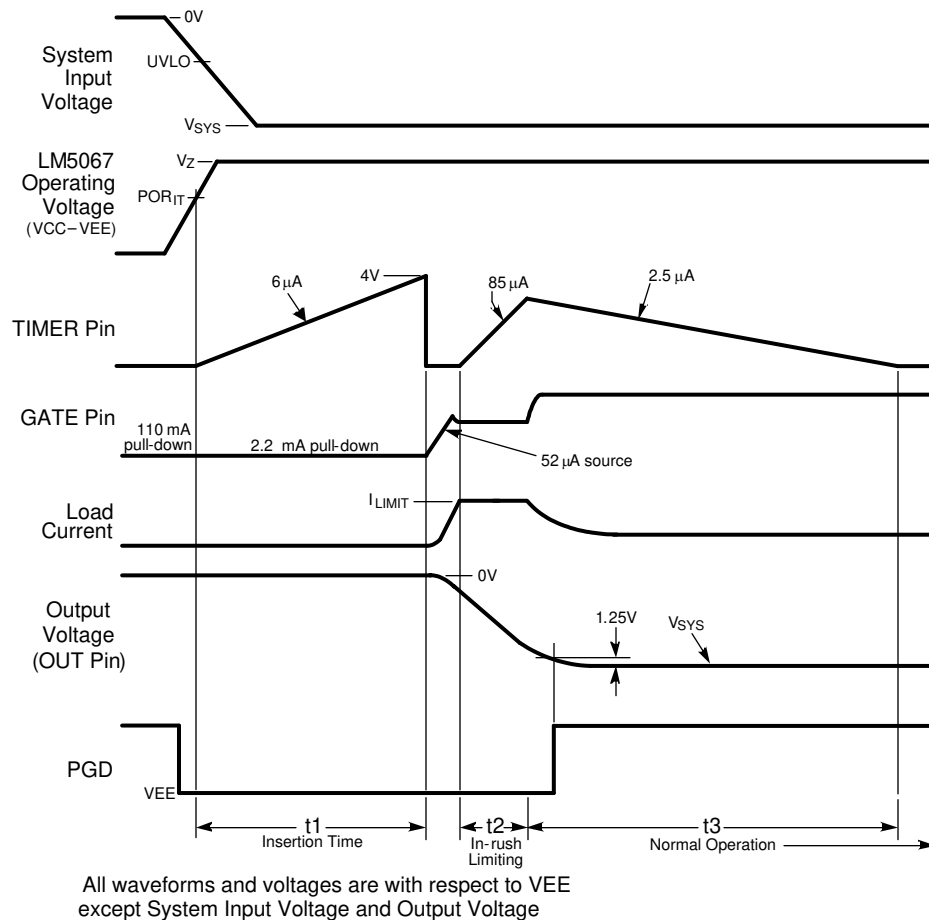 0V
System
Input
Voltage
UVLO
VSYS
LM5067
Operating
Voltage
(VCC–VEE)
VZ
PORIT
TIMER Pin
6 µA
4V
85 µA
2.5 µA
GATE Pin
110 mA
pull-down
2.2 mA pull-down
52 µA source
Load
Current
ILIMIT
0V
Output
Voltage
(OUT Pin)
1.25V
VSYS
PGD
VEE
t1
Insertion Time
t2
In-rush
Limiting
t3
Normal Operation
All waveforms and voltages are with respect to VEE
except System Input Voltage and Output Voltage